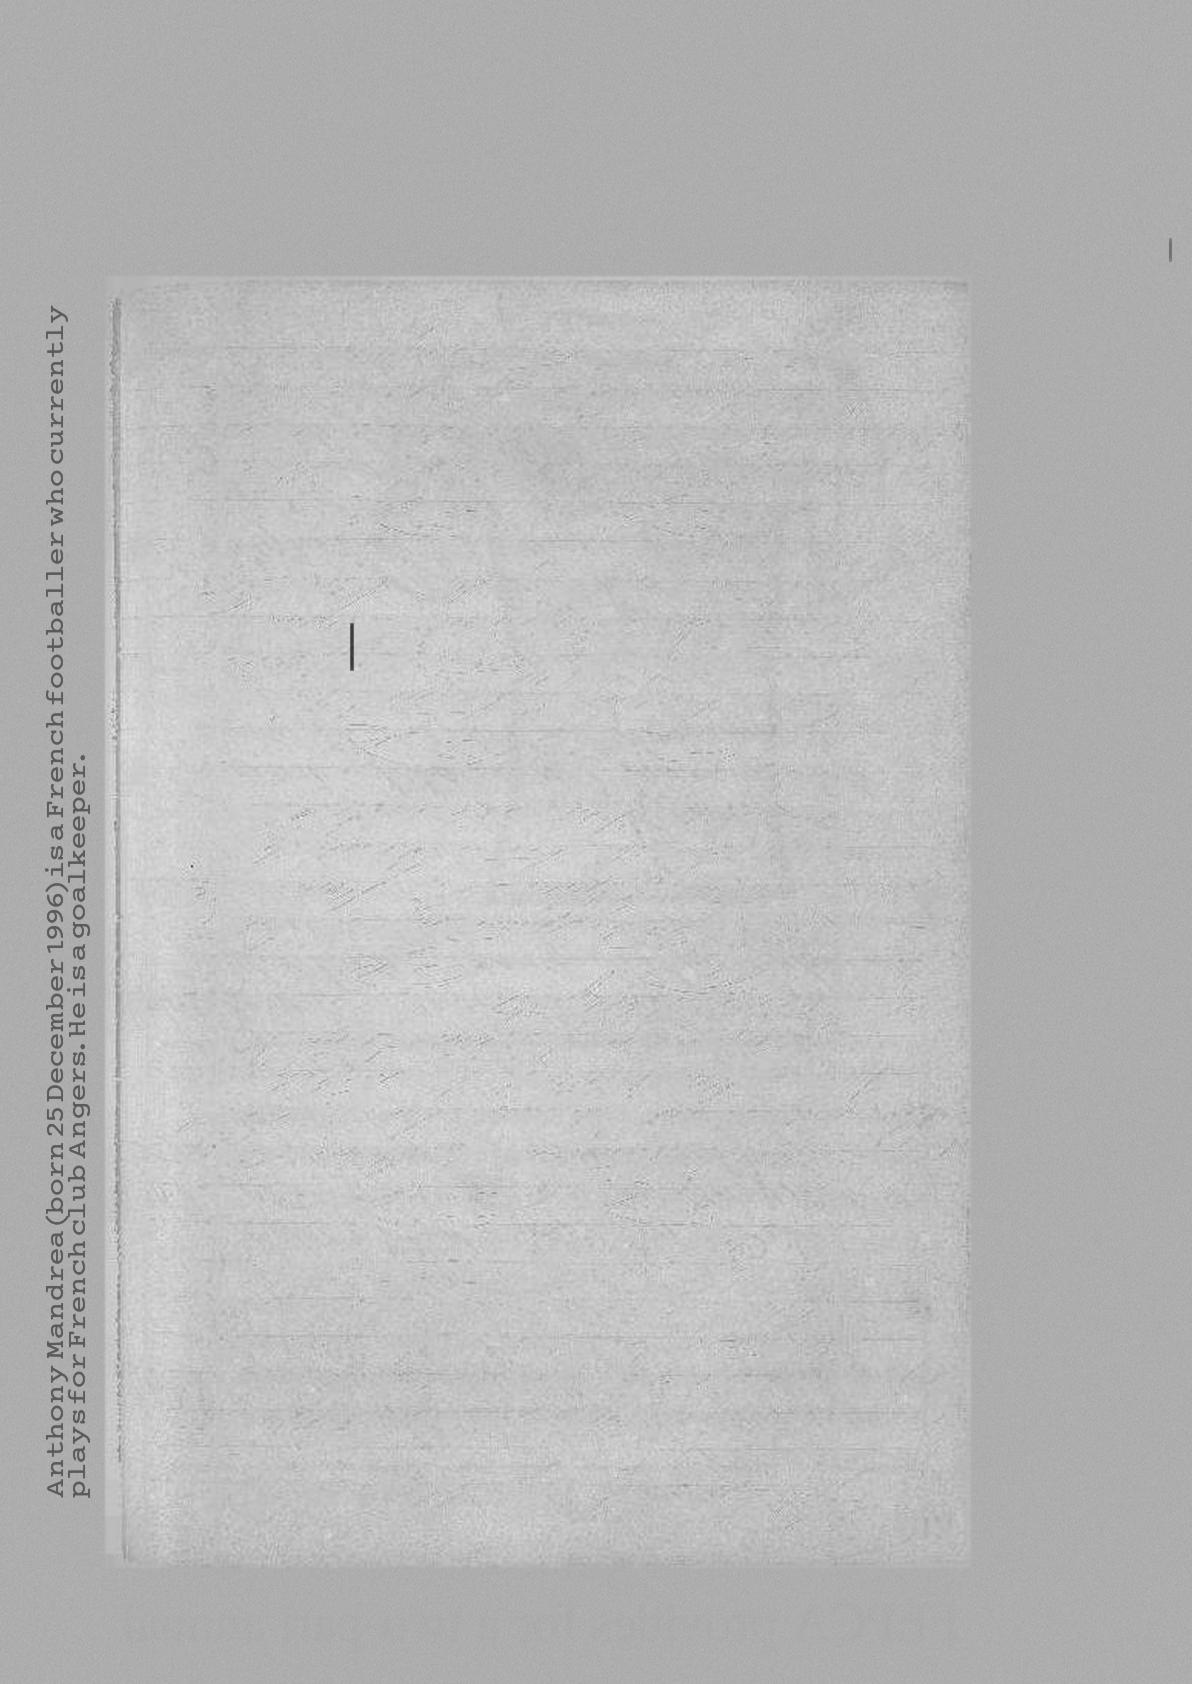 Anthony Mandrea (born 25 December 1996) is a French footballer who currently
plays for French club Angers. He is a goalkeeper.